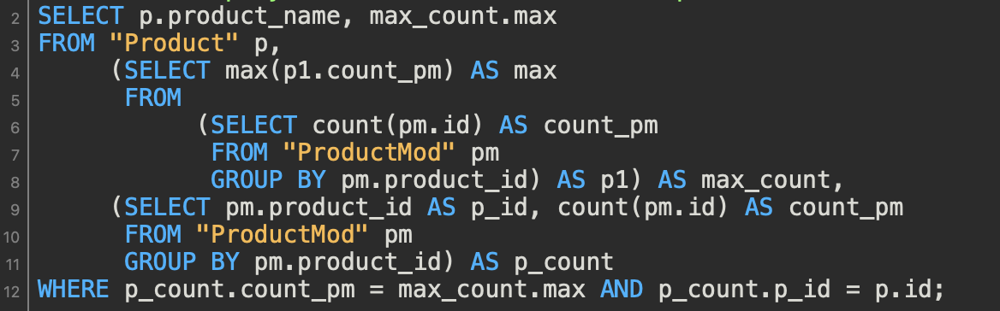 2 SELECT p.product_name, max_count.max
3 FROM "Product" p,
4 (SELECT max(p1.count_pm) AS max
5 FROM
6 (SELECT count(pm.id) AS count_pm
7 FROM "ProductMod" pm
8 GROUP BY pm.product_id) AS p1) AS max_count,
9 (SELECT pm.product_id AS p_id, count(pm.id) AS count_pm
10 FROM "ProductMod" pm
11 GROUP BY pm.product_id) AS p_count
12 WHERE p_count.count_pm = max_count.max AND p_count.p_id = p.id;